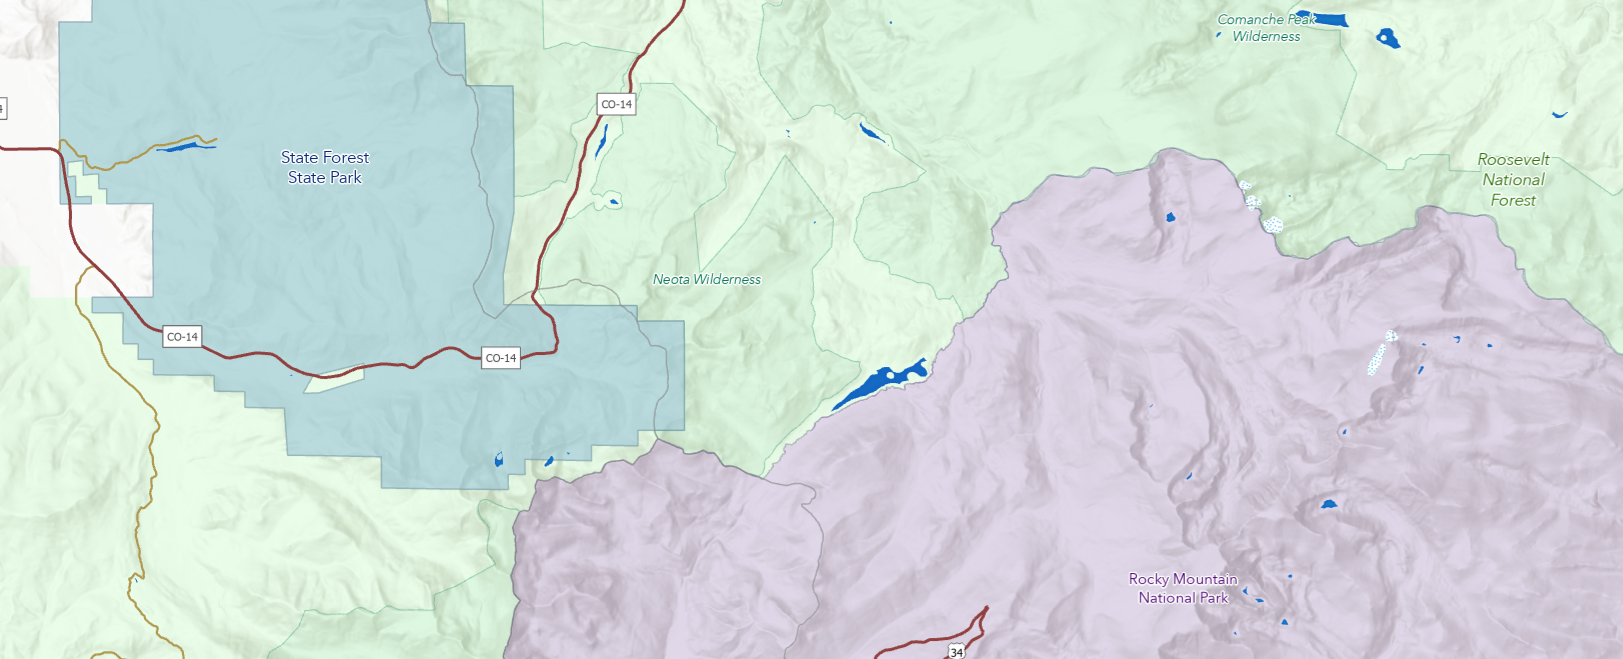 Comanche Peak
Wilderness
CO-14
4
State Forest
State Park
Roosevelt
National
Forest
Neota Wilderness
CO-14
CO-14
Rocky Mountain
National Park
34